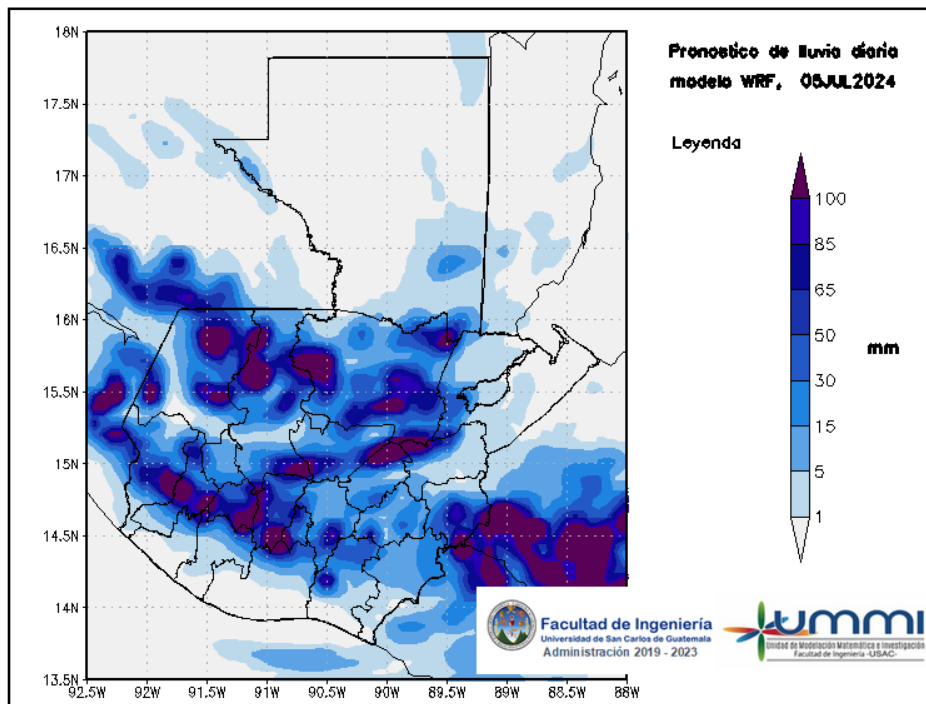 Pronostico de lluvia diaria
modelo WRF, 05JUL2024
Leyenda
100
85
65
50
30
15
5
1
mm
18N
17.5N
17N
16.5N
16N
15.5N
15N
14.5N
14N
13.5N
92.5W 92W 91.5W 91W 90.5W 90W 89.5W 89W 88.5W 88W
Facultad de Ingeniería
Universidad de San Carlos de Guatemala
Administración 2019 - 2023
UMMI
Unidad de Modelación Matemática e Investigación
Facultad de Ingeniería -USAC-